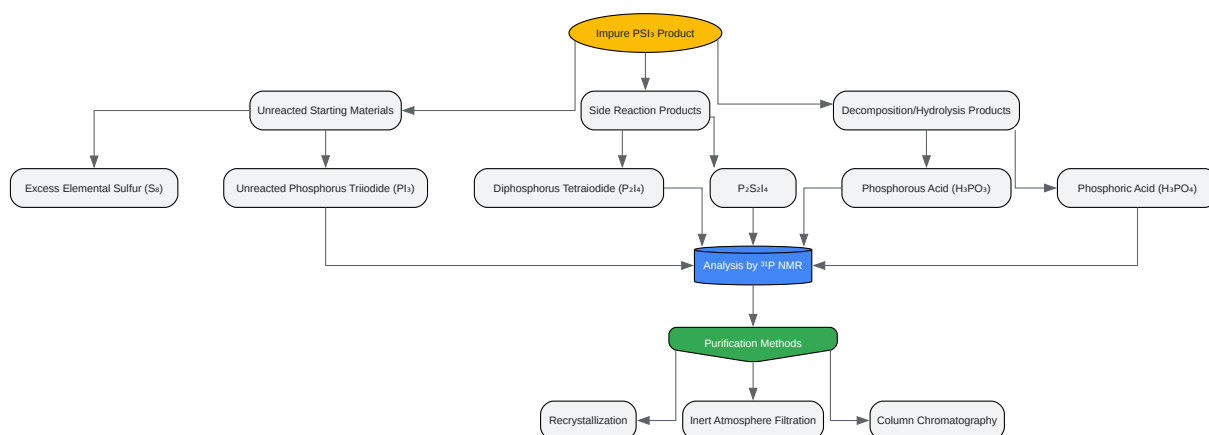 Impure PSI₃ Product
Unreacted Starting Materials
Side Reaction Products
Decomposition/Hydrolysis Products
Excess Elemental Sulfur (S₈)
Unreacted Phosphorus Triiodide (PI₃)
Diphosphorus Tetraiodide (P₂I₄)
P₂S₂I₄
Phosphorous Acid (H₃PO₃)
Phosphoric Acid (H₃PO₄)
Analysis by ³¹P NMR
Purification Methods
Recrystallization
Inert Atmosphere Filtration
Column Chromatography